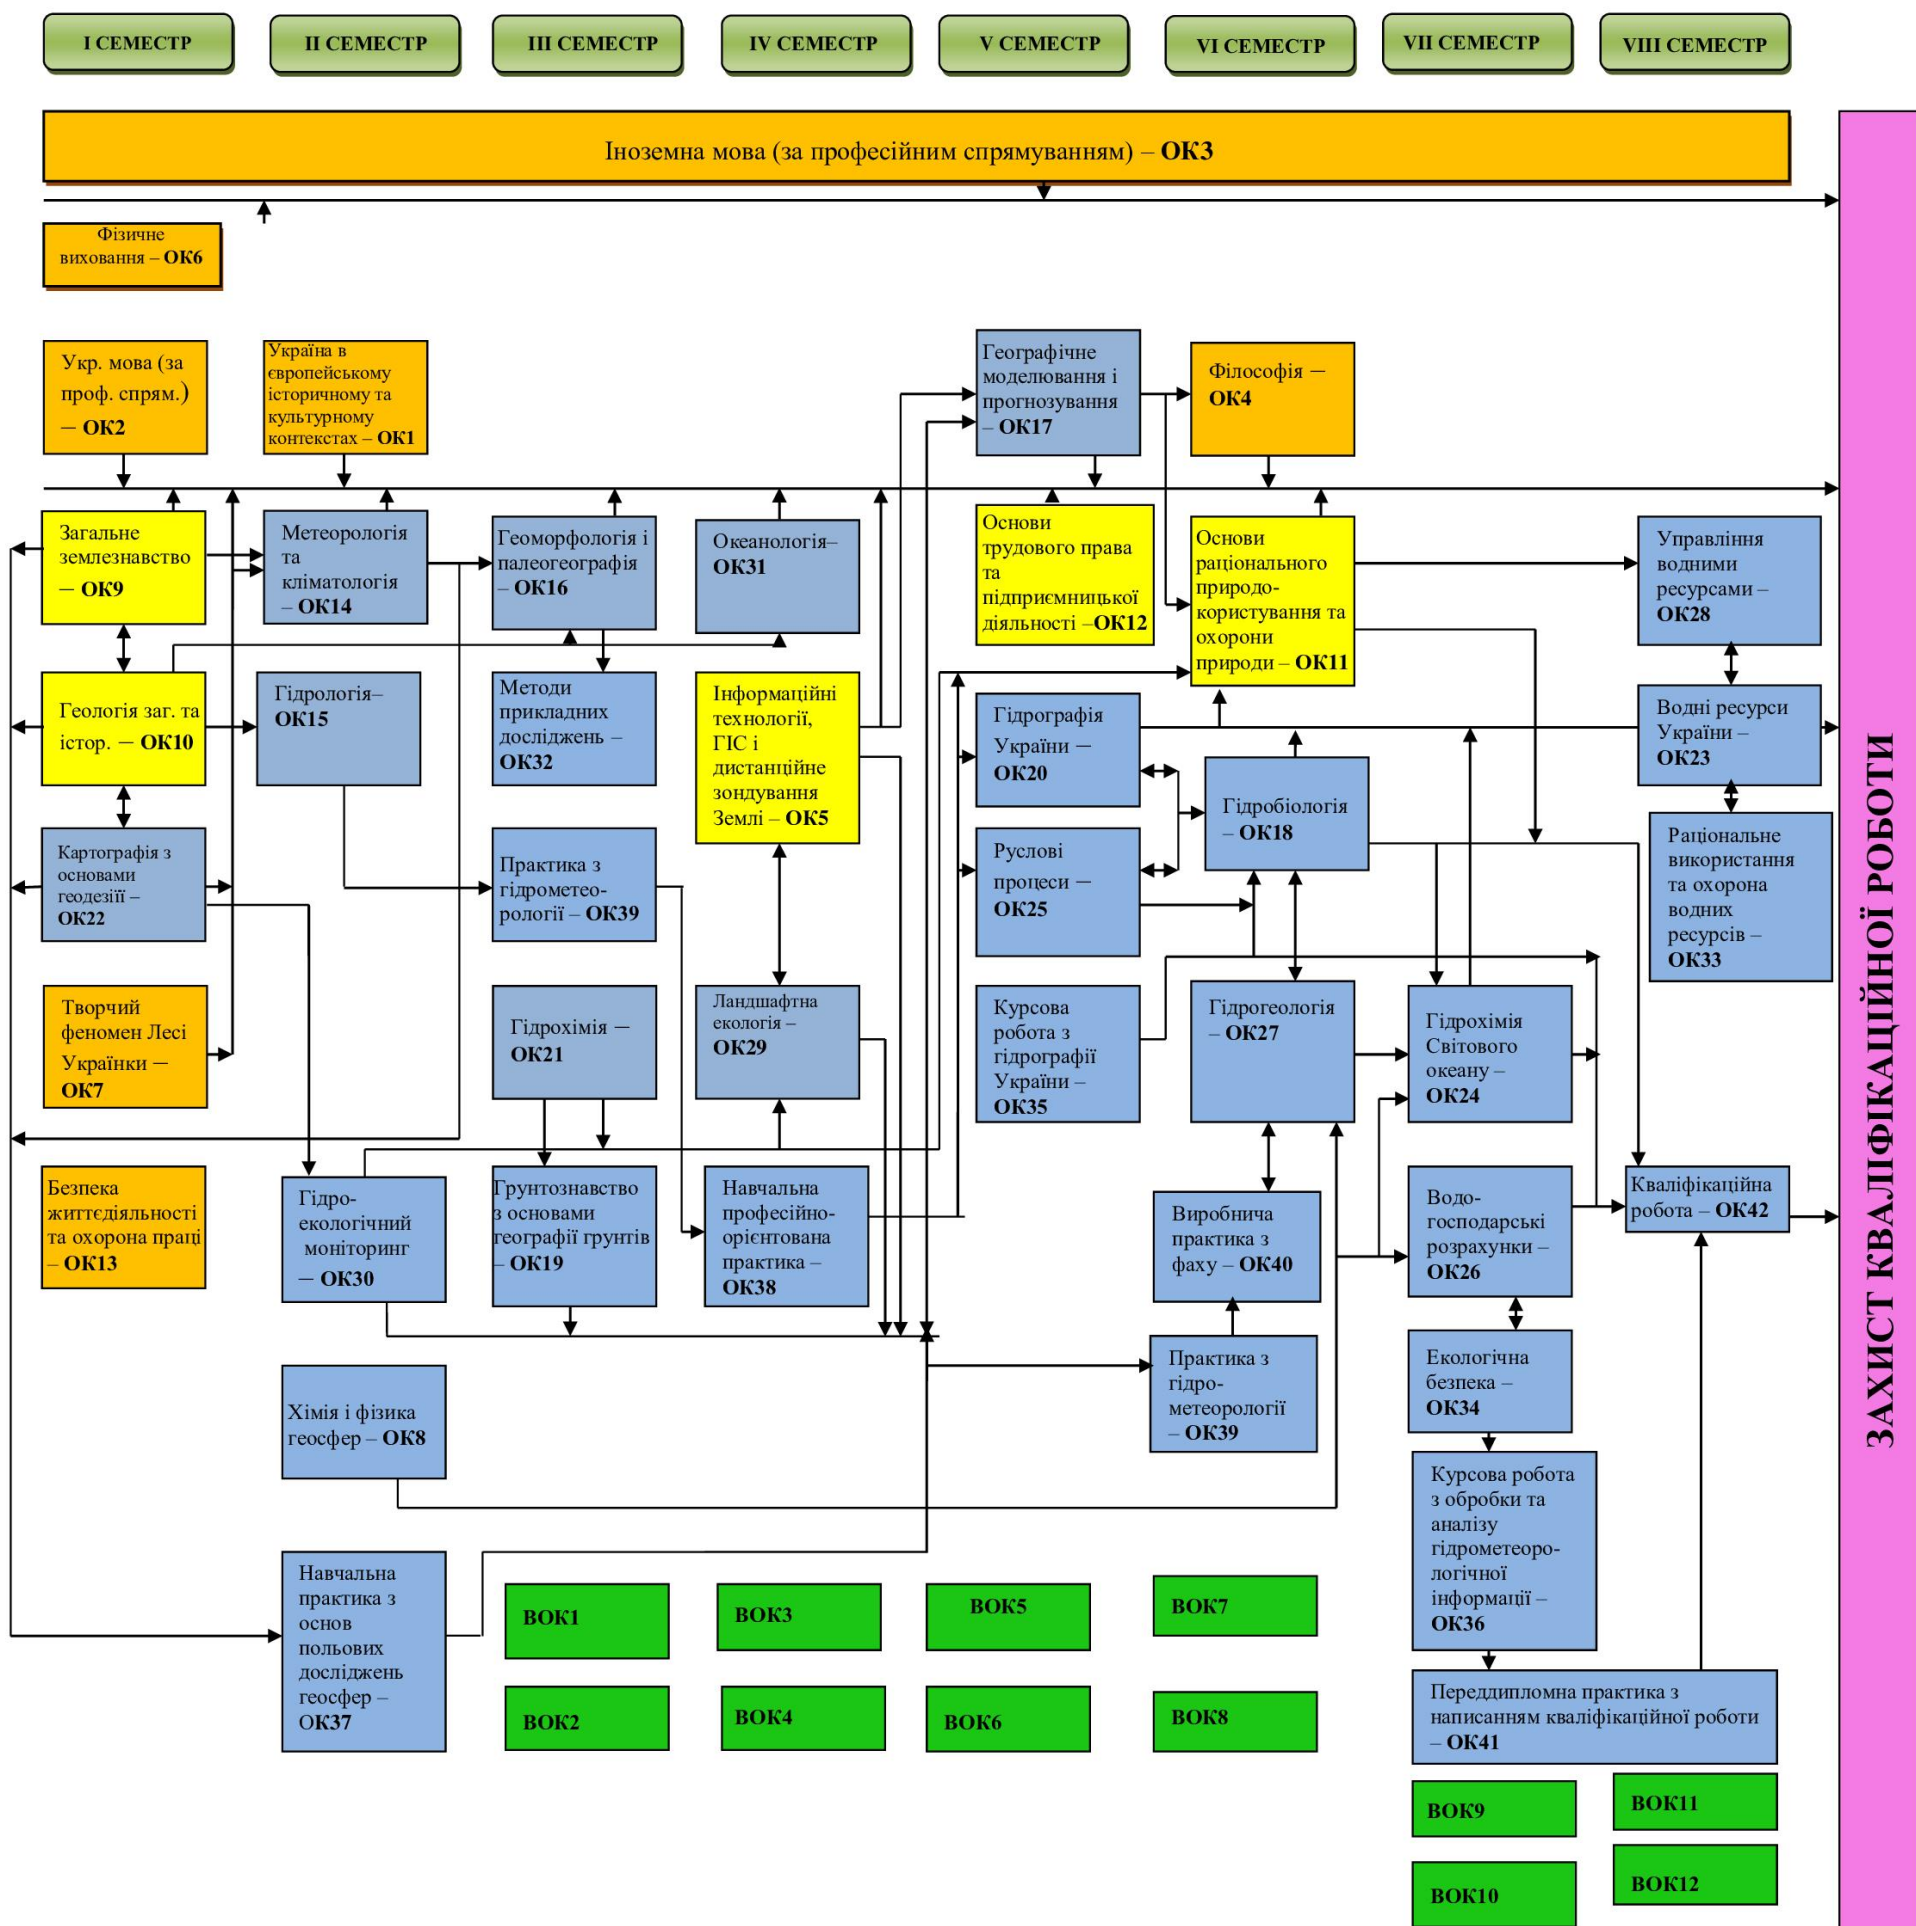 І СЕМЕСТР
ІІ СЕМЕСТР
ІІІ СЕМЕСТР
IV СЕМЕСТР
V СЕМЕСТР
VI СЕМЕСТР
VII СЕМЕСТР
VIII СЕМЕСТР
Іноземна мова (за професійним спрямуванням) – ОК3
Фізичне
виховання – ОК6
Укр. мова (за
проф. спрям.)
— ОК2
Україна в
європейському
історичному та
культурному
контекстах – ОК1
Географічне
моделювання і
прогнозування
– ОК17
Філософія —
ОК4
Загальне
землезнавство
— ОК9
Метеорологія
та
кліматологія
– ОК14
Геоморфологія і
палеогеографія
– ОК16
Океанологія–
ОК31
Основи
трудового права
та
підприємницької
діяльності –ОК12
Основи
раціонального
природо-
користування та
охорони
природи – ОК11
Управління
водними
ресурсами –
ОК28
Геологія заг. та
істор. — ОК10
Гідрологія–
ОК15
Методи
прикладних
досліджень –
ОК32
Інформаційні
технології,
ГІС і
дистанційне
зондування
Землі – ОК5
Гідрографія
України —
ОК20
Гідробіологія
– ОК18
Водні ресурси
України –
ОК23
Картографія з
основами
геодезіїї –
ОК22
Практика з
гідрометео-
рології – ОК39
Руслові
процеси —
ОК25
Раціональне
використання
та охорона
водних
ресурсів –
ОК33
Творчий
феномен Лесі
Українки —
ОК7
Гідрохімія —
ОК21
Ландшафтна
екологія –
ОК29
Курсова
робота з
гідрографії
України –
ОК35
Гідрогеологія
– ОК27
Гідрохімія
Світового
океану –
ОК24
Безпека
життєдіяльності
та охорона праці
– ОК13
Гідро-
екологічний
моніторинг
— ОК30
Грунтознавство
з основами
географії грунтів
– ОК19
Навчальна
професійно-
орієнтована
практика –
ОК38
Виробнича
практика з
фаху – ОК40
Водо-
господарські
розрахунки –
ОК26
Кваліфікаційна
робота – ОК42
Хімія і фізика
геосфер – ОК8
Практика з
гідро-
метеорології
– ОК39
Екологічна
безпека –
ОК34
Курсова робота
з обробки та
аналізу
гідрометеоро-
логічної
інформації –
ОК36
Навчальна
практика з
основ
польових
досліджень
геосфер –
ОК37
ВОК1
ВОК3
ВОК5
ВОК7
ВОК2
ВОК4
ВОК6
ВОК8
Переддипломна практика з
написанням кваліфікаційної роботи
– ОК41
ВОК9
ВОК11
ВОК10
ВОК12
ЗАХИСТ КВАЛІФІКАЦІЙНОЇ РОБОТИ